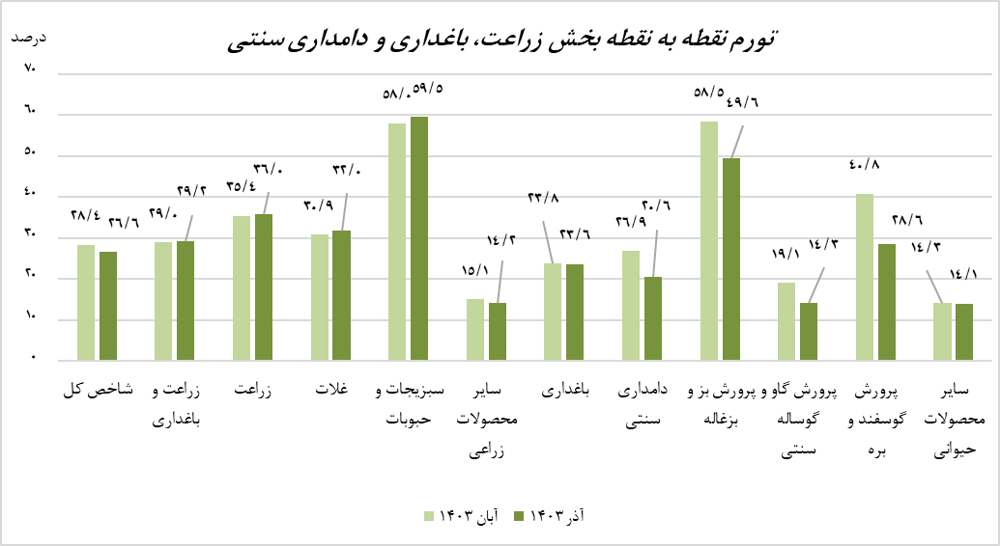 تورم نقطه به نقطه بخش زراعت، باغداری و دامداری سنتی
درصد
۷۰
۶۰
۵۰
۴۰
۳۰
۲۰
۱۰
۰
۲۸/۴
۲۶/۶
۲۹/۰
۲۹/۲
۳۵/۴
۳۶/۰
۳۰/۹
۳۲/۰
۵۸/۰
۵۹/۵
۱۵/۱
۱۴/۲
۲۳/۸
۲۳/۶
۲۶/۹
۲۰/۶
۵۸/۵
۴۹/۶
۱۹/۱
۱۴/۳
۴۰/۸
۲۸/۶
۱۴/۳
۱۴/۱
شاخص کل
زراعت و
باغداری
زراعت
غلات
سبزیجات و
حبوبات
سایر
محصولات
زراعی
باغداری
دامداری
سنتی
پرورش بز و
بزغاله
پرورش گاو و
گوساله
سنتی
پرورش
گوسفند و
بره
سایر
محصولات
حیوانی
آبان ۱۴۰۳
آذر ۱۴۰۳